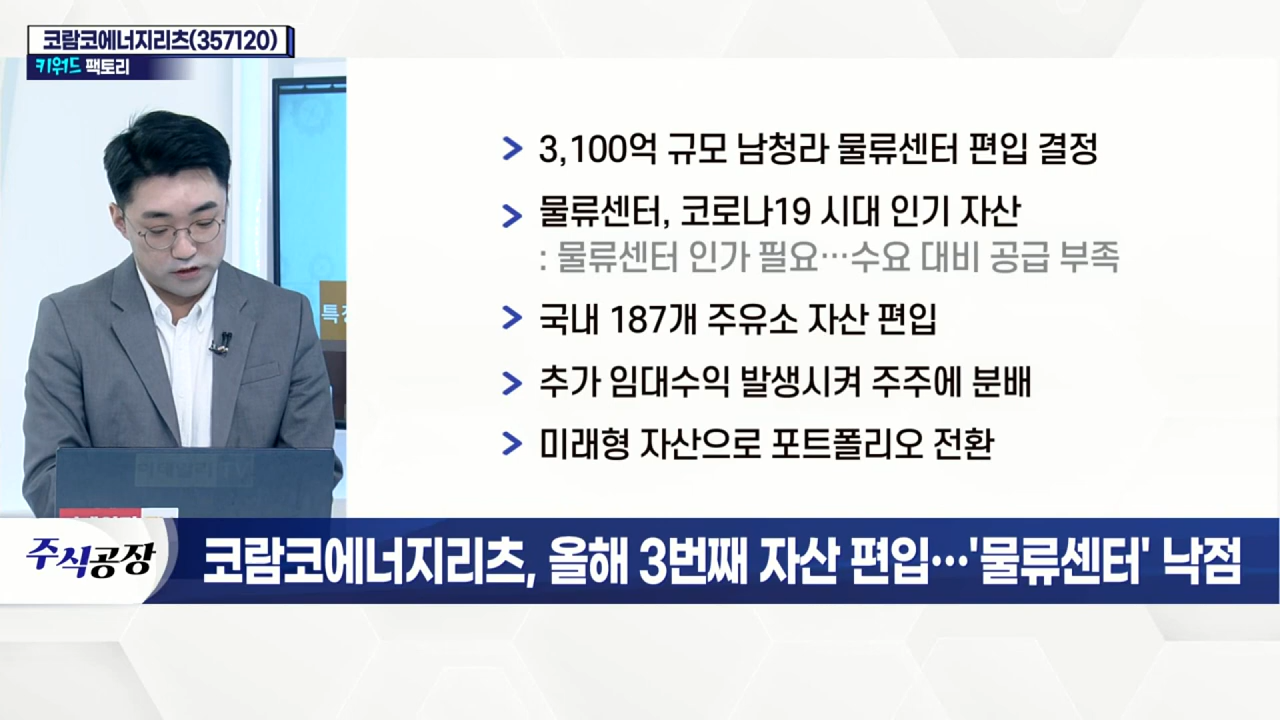 코람코에너지리츠(357120)
키워드 팩토리
특징
> 3,100억 규모 남청라 물류센터 편입 결정
> 물류센터, 코로나19 시대 인기 자산
: 물류센터 인가 필요…수요 대비 공급 부족
> 국내 187개 주유소 자산 편입
> 추가 임대수익 발생시켜 주주에 분배
> 미래형 자산으로 포트폴리오 전환
이데일리
주식공장
코람코에너지리츠, 올해 3번째 자산 편입…'물류센터' 낙점